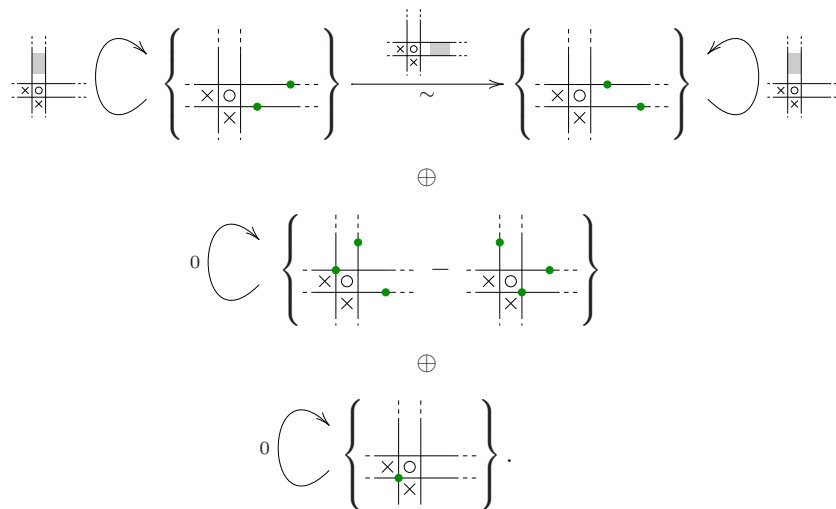 { } ∼ { }
⊕
0 { − }
⊕
0 { } .